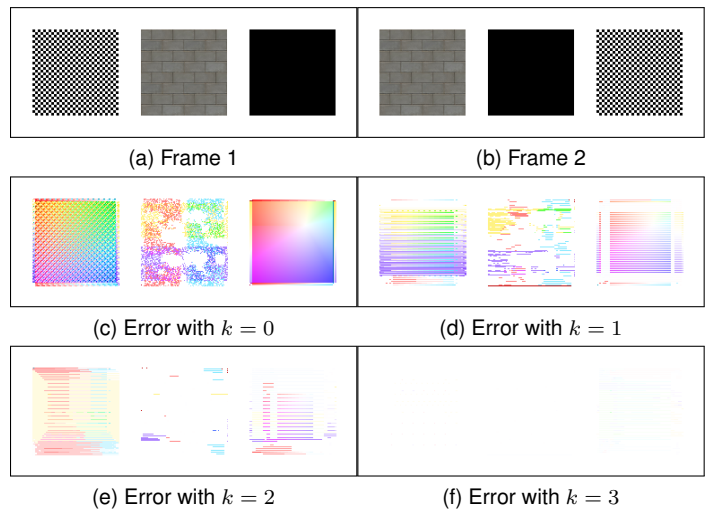 (a) Frame 1
(b) Frame 2
(c) Error with k = 0
(d) Error with k = 1
(e) Error with k = 2
(f) Error with k = 3